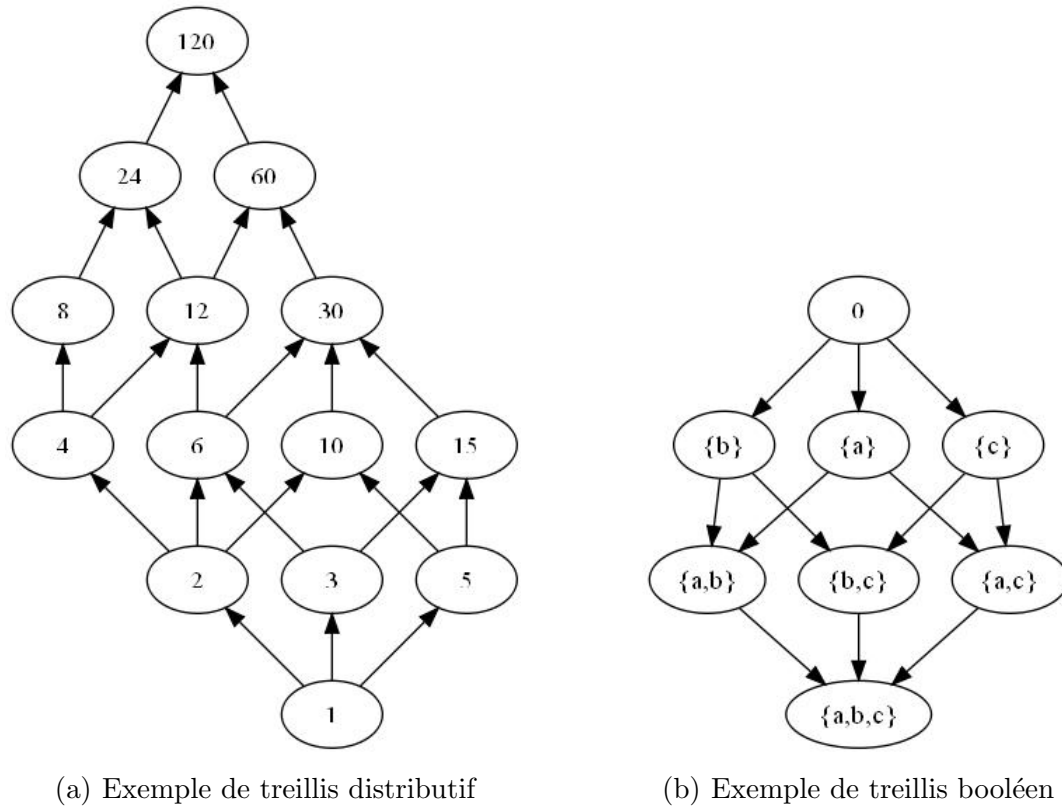 120
24 60
8 12 30
4 6 10 15
2 3 5
1
0
{b} {a} {c}
{a,b} {b,c} {a,c}
{a,b,c}
(a) Exemple de treillis distributif
(b) Exemple de treillis booléen